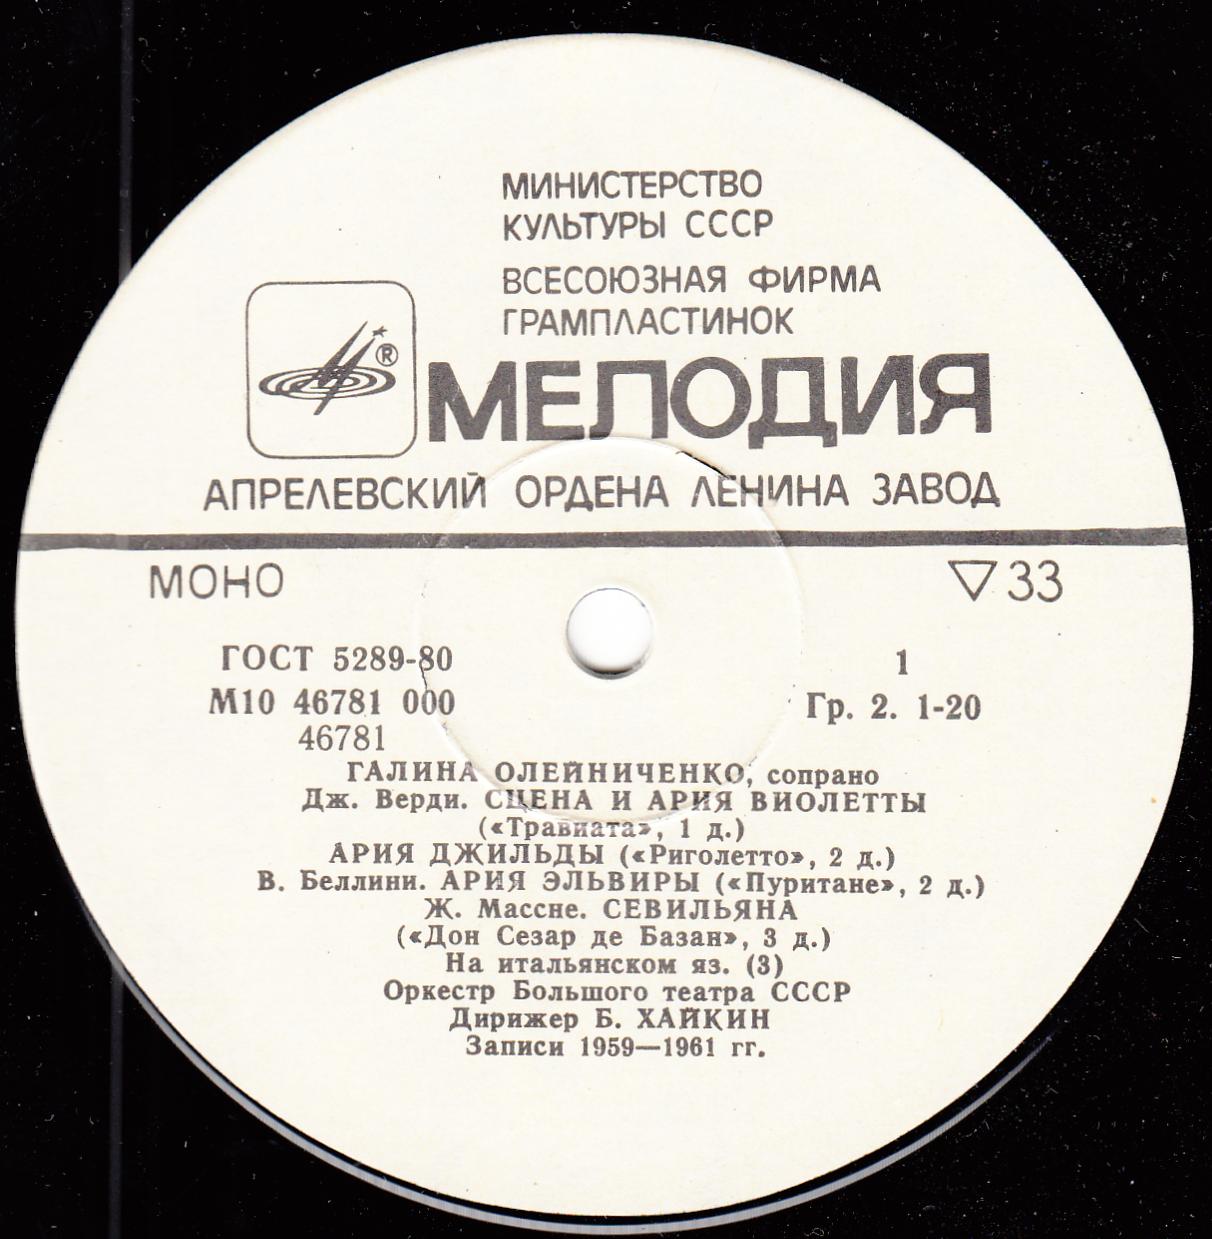 МИНИСТЕРСТВО
КУЛЬТУРЫ СССР
ВСЕСОЮЗНАЯ ФИРМА
ГРАМПЛАСТИНОК
®
МЕЛОДИЯ
АПРЕЛЕВСКИЙ ОРДЕНА ЛЕНИНА ЗАВОД
МОНО ▽33
ГОСТ 5289-80 1
М10 46781 000 Гр. 2. 1-20
46781
ГАЛИНА ОЛЕЙНИЧЕНКО, сопрано
Дж. Верди. СЦЕНА И АРИЯ ВИОЛЕТТЫ
(«Травиата», 1 д.)
АРИЯ ДЖИЛЬДЫ («Риголетто», 2 д.)
В. Беллини. АРИЯ ЭЛЬВИРЫ («Пуритане», 2 д.)
Ж. Массне. СЕВИЛЬЯНА
(«Дон Сезар де Базан», 3 д.)
На итальянском яз. (3)
Оркестр Большого театра СССР
Дирижер Б. ХАЙКИН
Записи 1959—1961 гг.